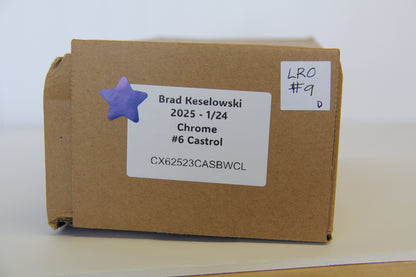 Brad Keselowski
2025 - 1/24
Chrome
#6 Castrol
CX62523CASBWCL
LRO
#9
D